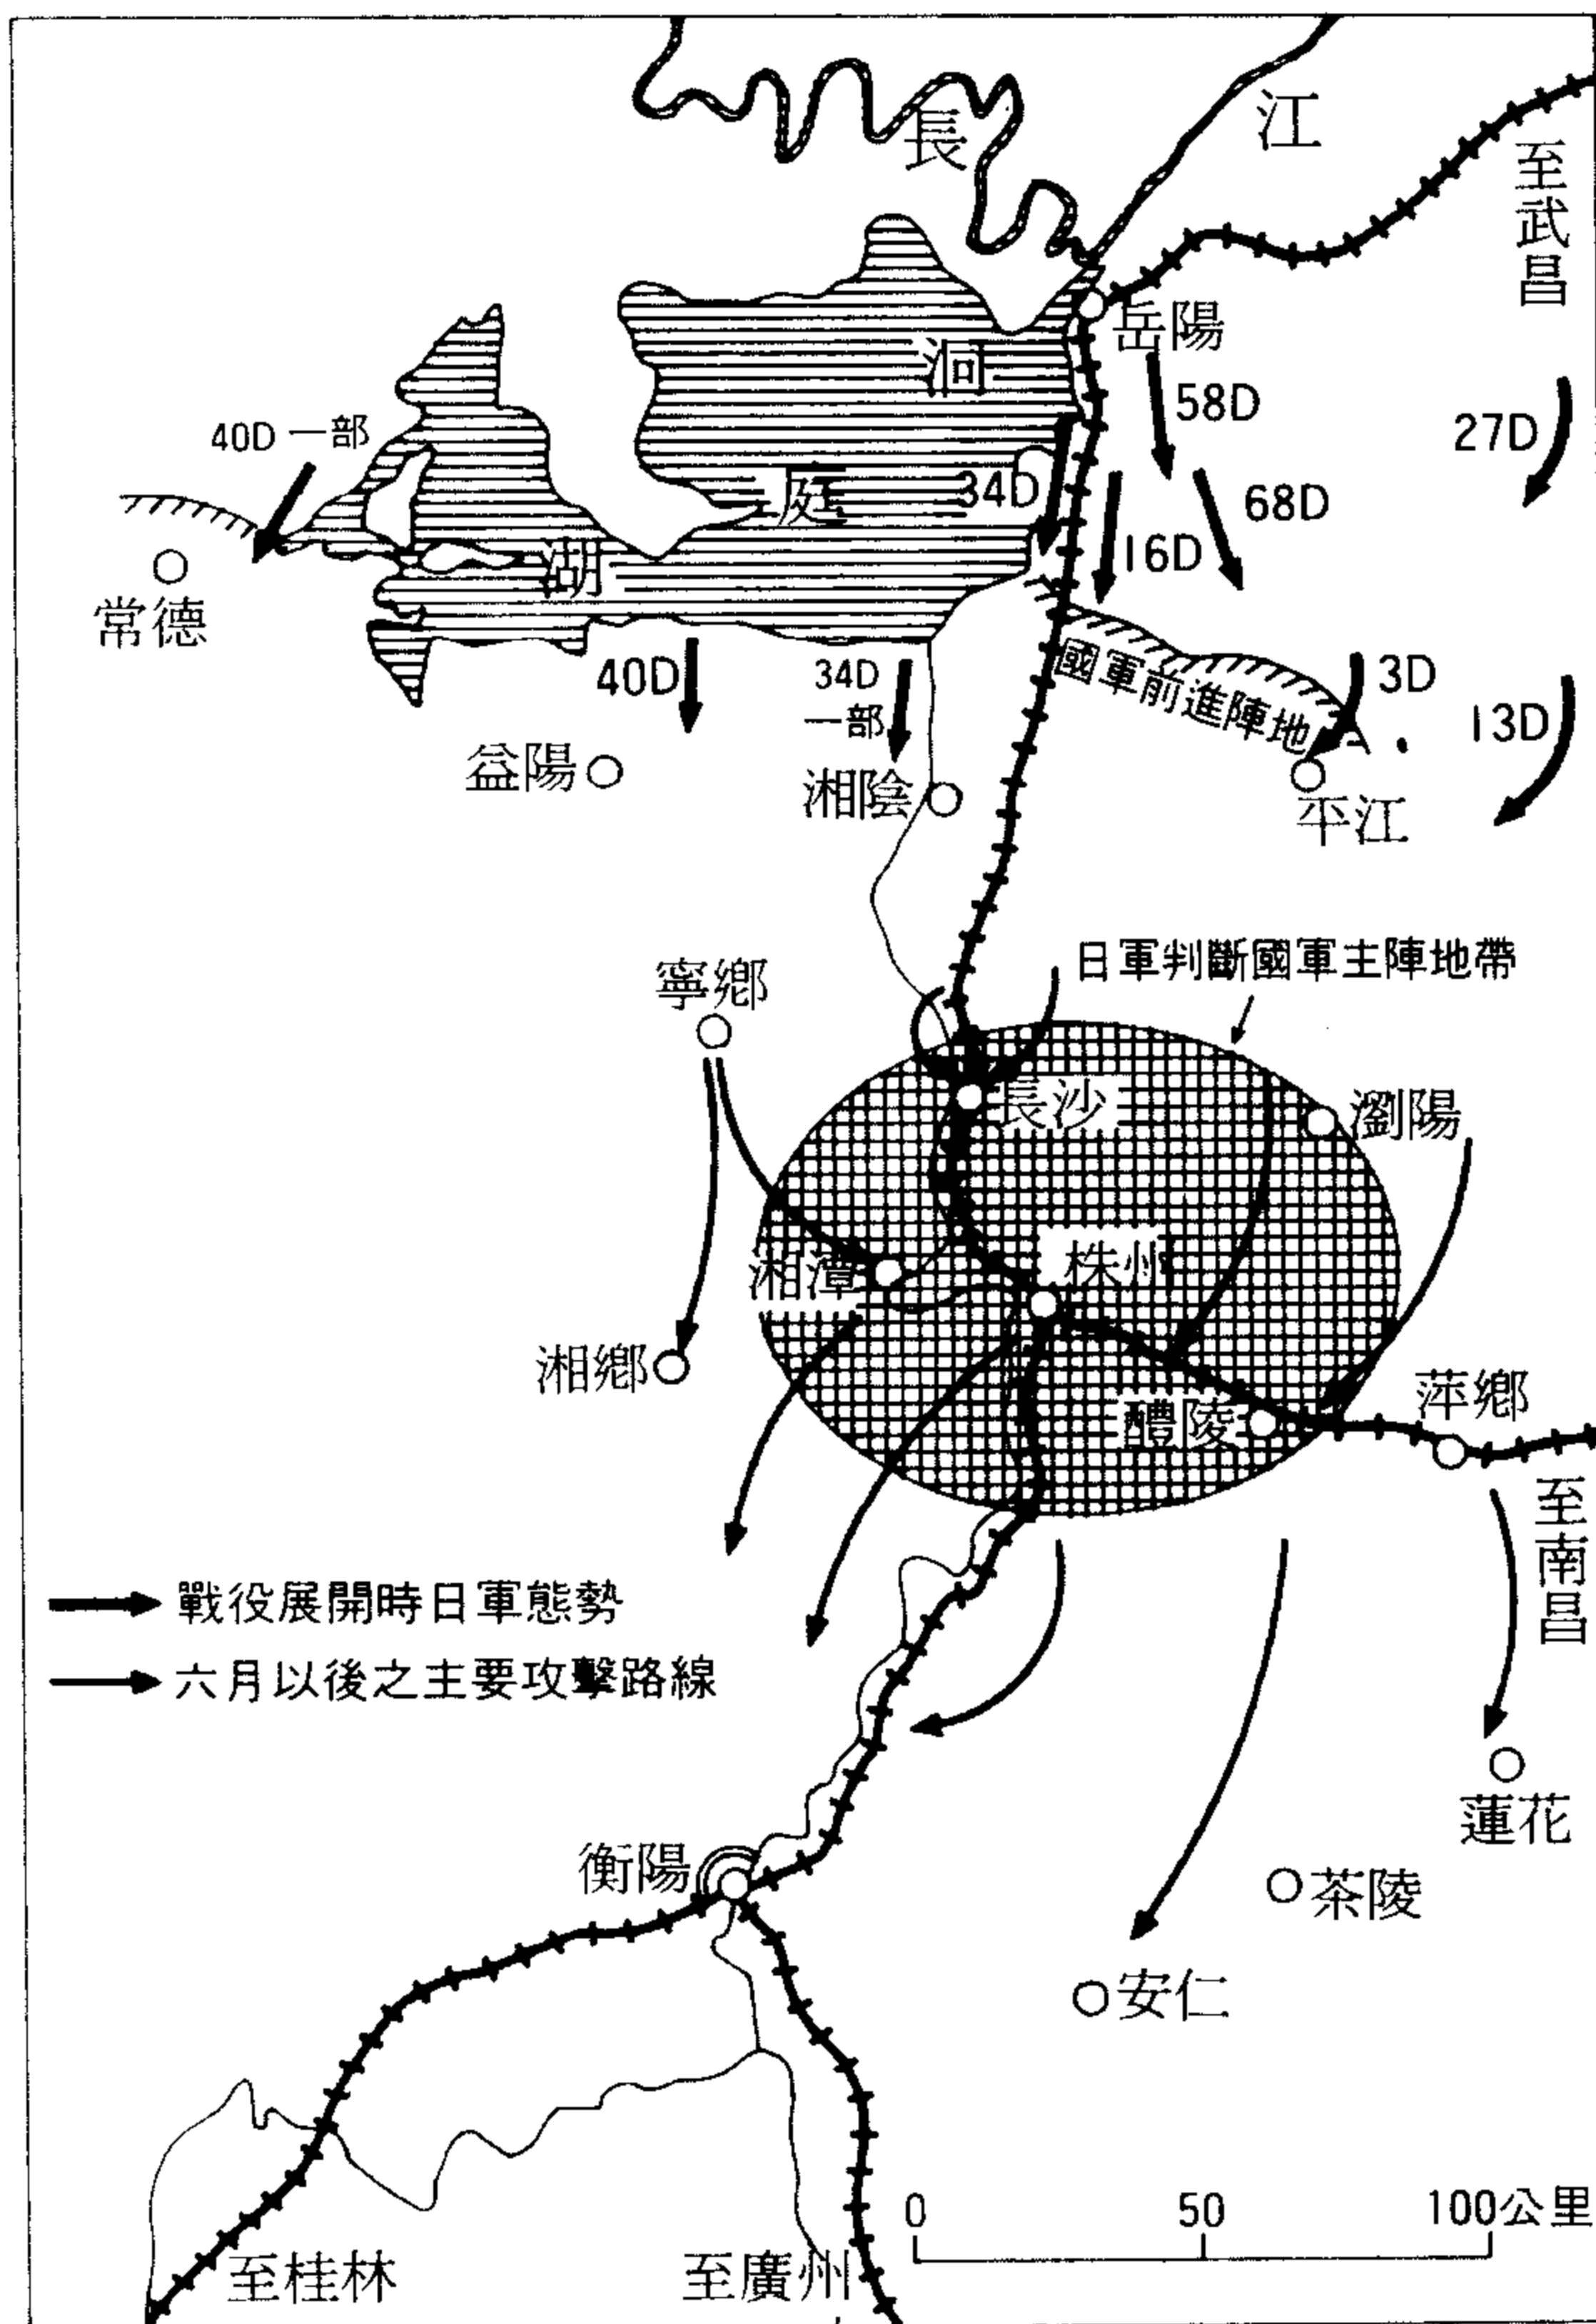 長江
至武昌
岳陽
洞庭湖
58D
27D
40D一部
34D
68D
16D
常德
40D
34D
一部
國軍前進陣地
3D
13D
益陽
湘陰
平江
日軍判斷國軍主陣地帶
寧鄉
長沙
瀏陽
湘潭
株州
湘鄉
醴陵
萍鄉
至南昌
戰役展開時日軍態勢
六月以後之主要攻擊路線
蓮花
衡陽
茶陵
安仁
0 50 100公里
至桂林
至廣州